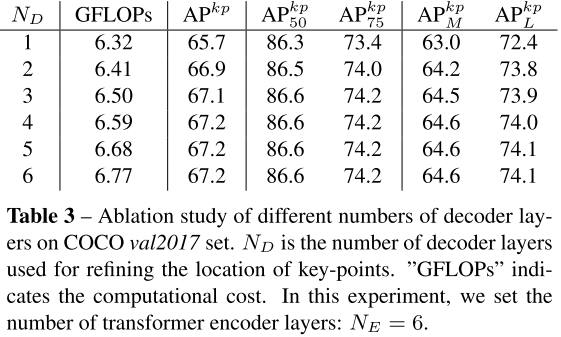 N_D GFLOPs AP^{kp} AP^{kp}_{50} AP^{kp}_{75} AP^{kp}_M AP^{kp}_L
1 6.32 65.7 86.3 73.4 63.0 72.4
2 6.41 66.9 86.5 74.0 64.2 73.8
3 6.50 67.1 86.6 74.2 64.5 73.9
4 6.59 67.2 86.6 74.2 64.6 74.0
5 6.68 67.2 86.6 74.2 64.6 74.1
6 6.77 67.2 86.6 74.2 64.6 74.1
Table 3 – Ablation study of different numbers of decoder lay-
ers on COCO val2017 set. N_D is the number of decoder layers
used for refining the location of key-points. ”GFLOPs” indi-
cates the computational cost. In this experiment, we set the
number of transformer encoder layers: N_E = 6.